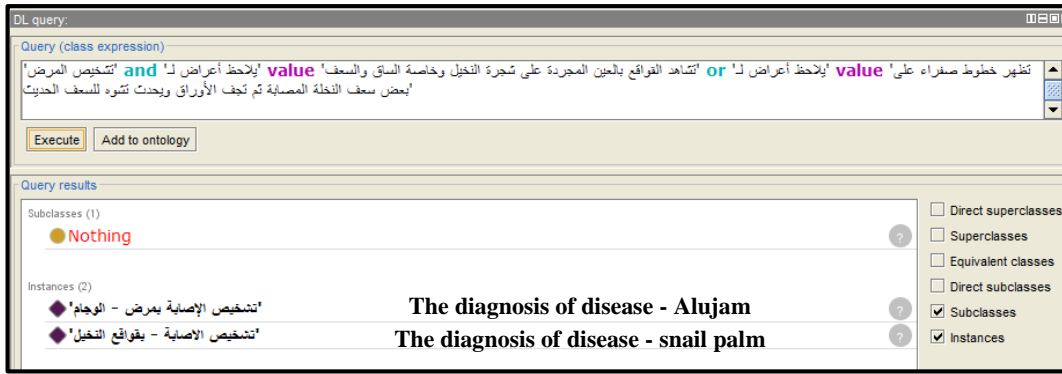 DL query:
Query (class expression)
'تشخيص المرض' and 'يلاحظ أعراض لـ' value 'تشاهد القواقع بالعين المجردة على شجرة النخيل وخاصة الساق والسعف' or 'يلاحظ أعراض لـ' value 'تظهر خطوط صفراء على
بعض سعف النخلة المصابة ثم تجف الأوراق ويحدث تشوه للسعف الحديث'
Execute
Add to ontology
Query results
Subclasses (1)
Nothing
?
Instances (2)
'تشخيص الإصابة بمرض - الوجام'
The diagnosis of disease - Alujam
?
'تشخيص الاصابة - بقواقع النخيل'
The diagnosis of disease - snail palm
?
Direct superclasses
Superclasses
Equivalent classes
Direct subclasses
Subclasses
Instances